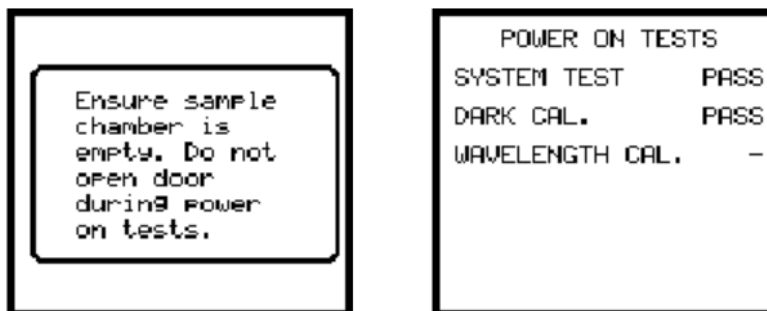 Ensure sample
chamber is
empty. Do not
open door
during power
on tests.
POWER ON TESTS
SYSTEM TEST PASS
DARK CAL. PASS
WAVELENGTH CAL. -